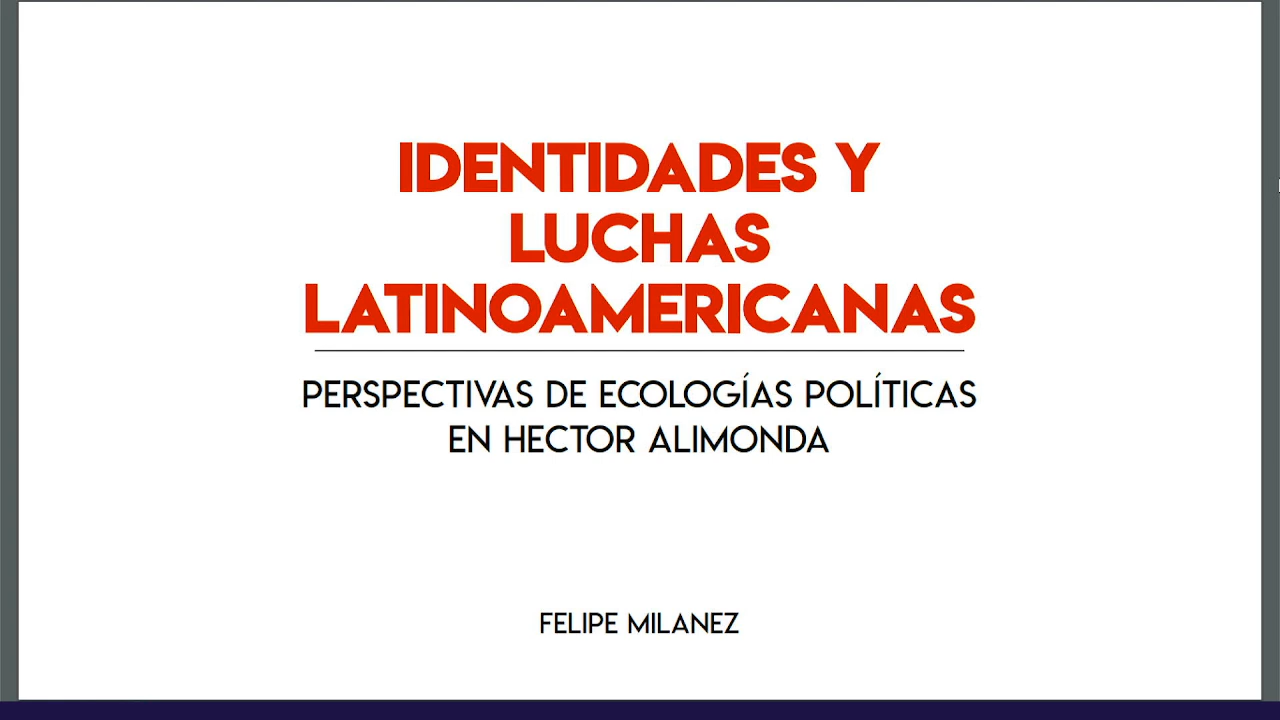 IDENTIDADES Y
LUCHAS
LATINOAMERICANAS
PERSPECTIVAS DE ECOLOGÍAS POLÍTICAS
EN HECTOR ALIMONDA
FELIPE MILANEZ